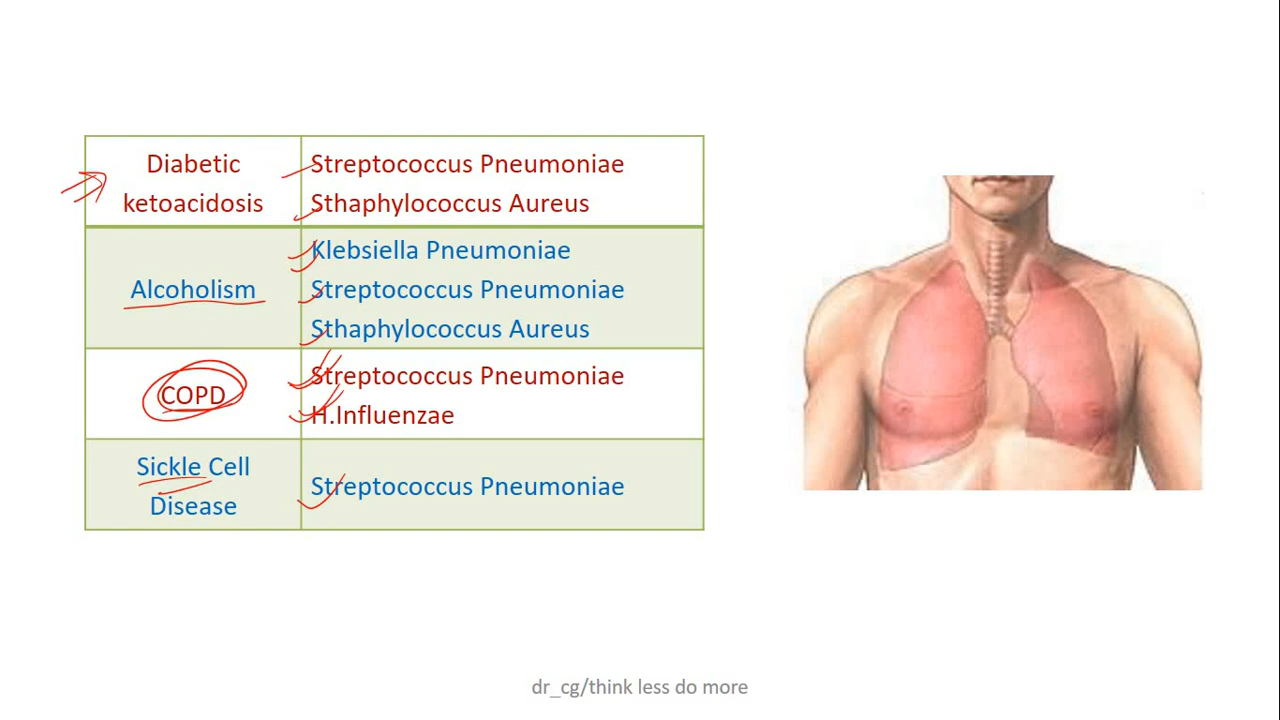 Diabetic
ketoacidosis
Streptococcus Pneumoniae
Sthaphylococcus Aureus
Alcoholism
Klebsiella Pneumoniae
Streptococcus Pneumoniae
Sthaphylococcus Aureus
COPD
Streptococcus Pneumoniae
H.Influenzae
Sickle Cell
Disease
Streptococcus Pneumoniae
dr_cg/think less do more